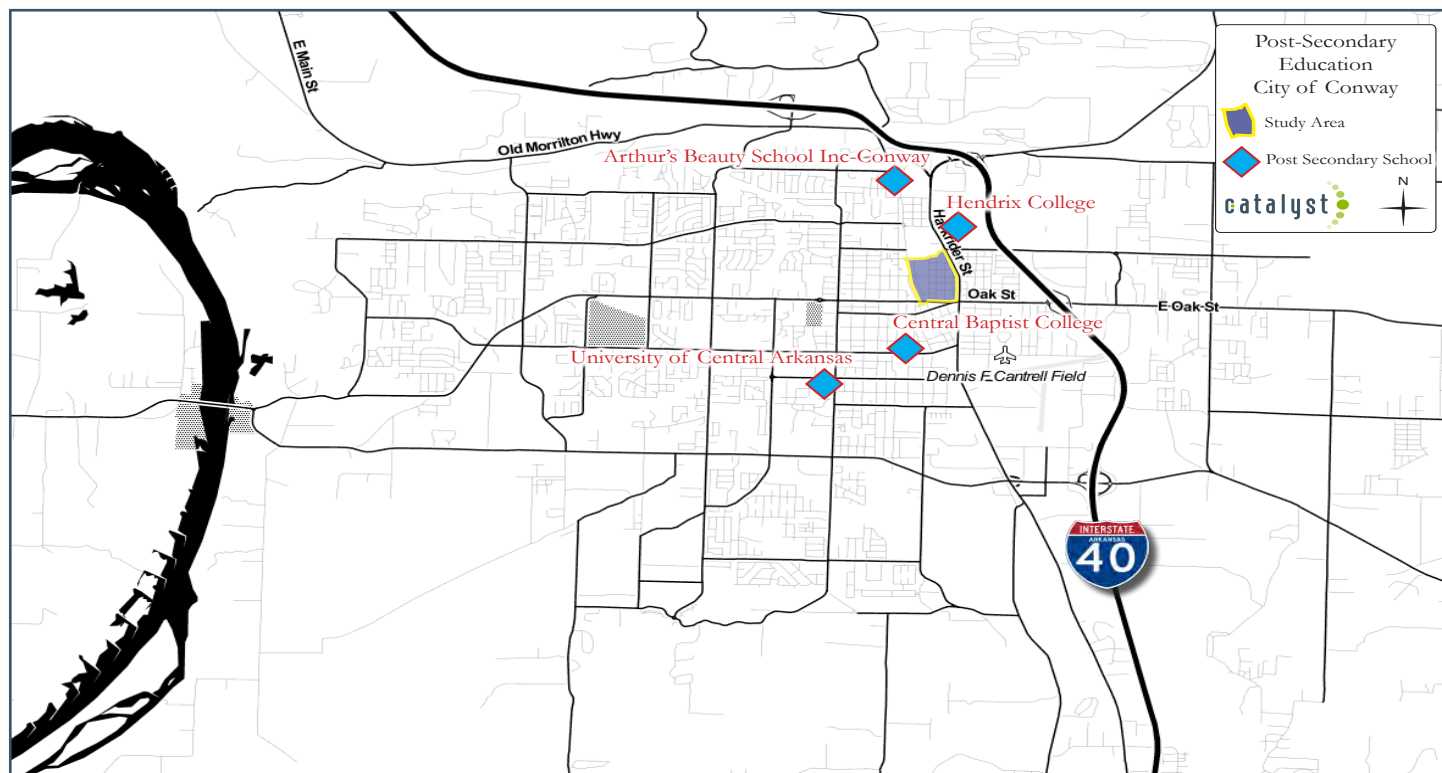 Post-Secondary
Education
City of Conway
Study Area
Post Secondary School
catalyst
N
E Main St
Old Morrilton Hwy
Arthur's Beauty School Inc-Conway
Hendrix College
Harkrider St
Oak St
E Oak St
Central Baptist College
University of Central Arkansas
Dennis F Cantrell Field
INTERSTATE
ARKANSAS
40